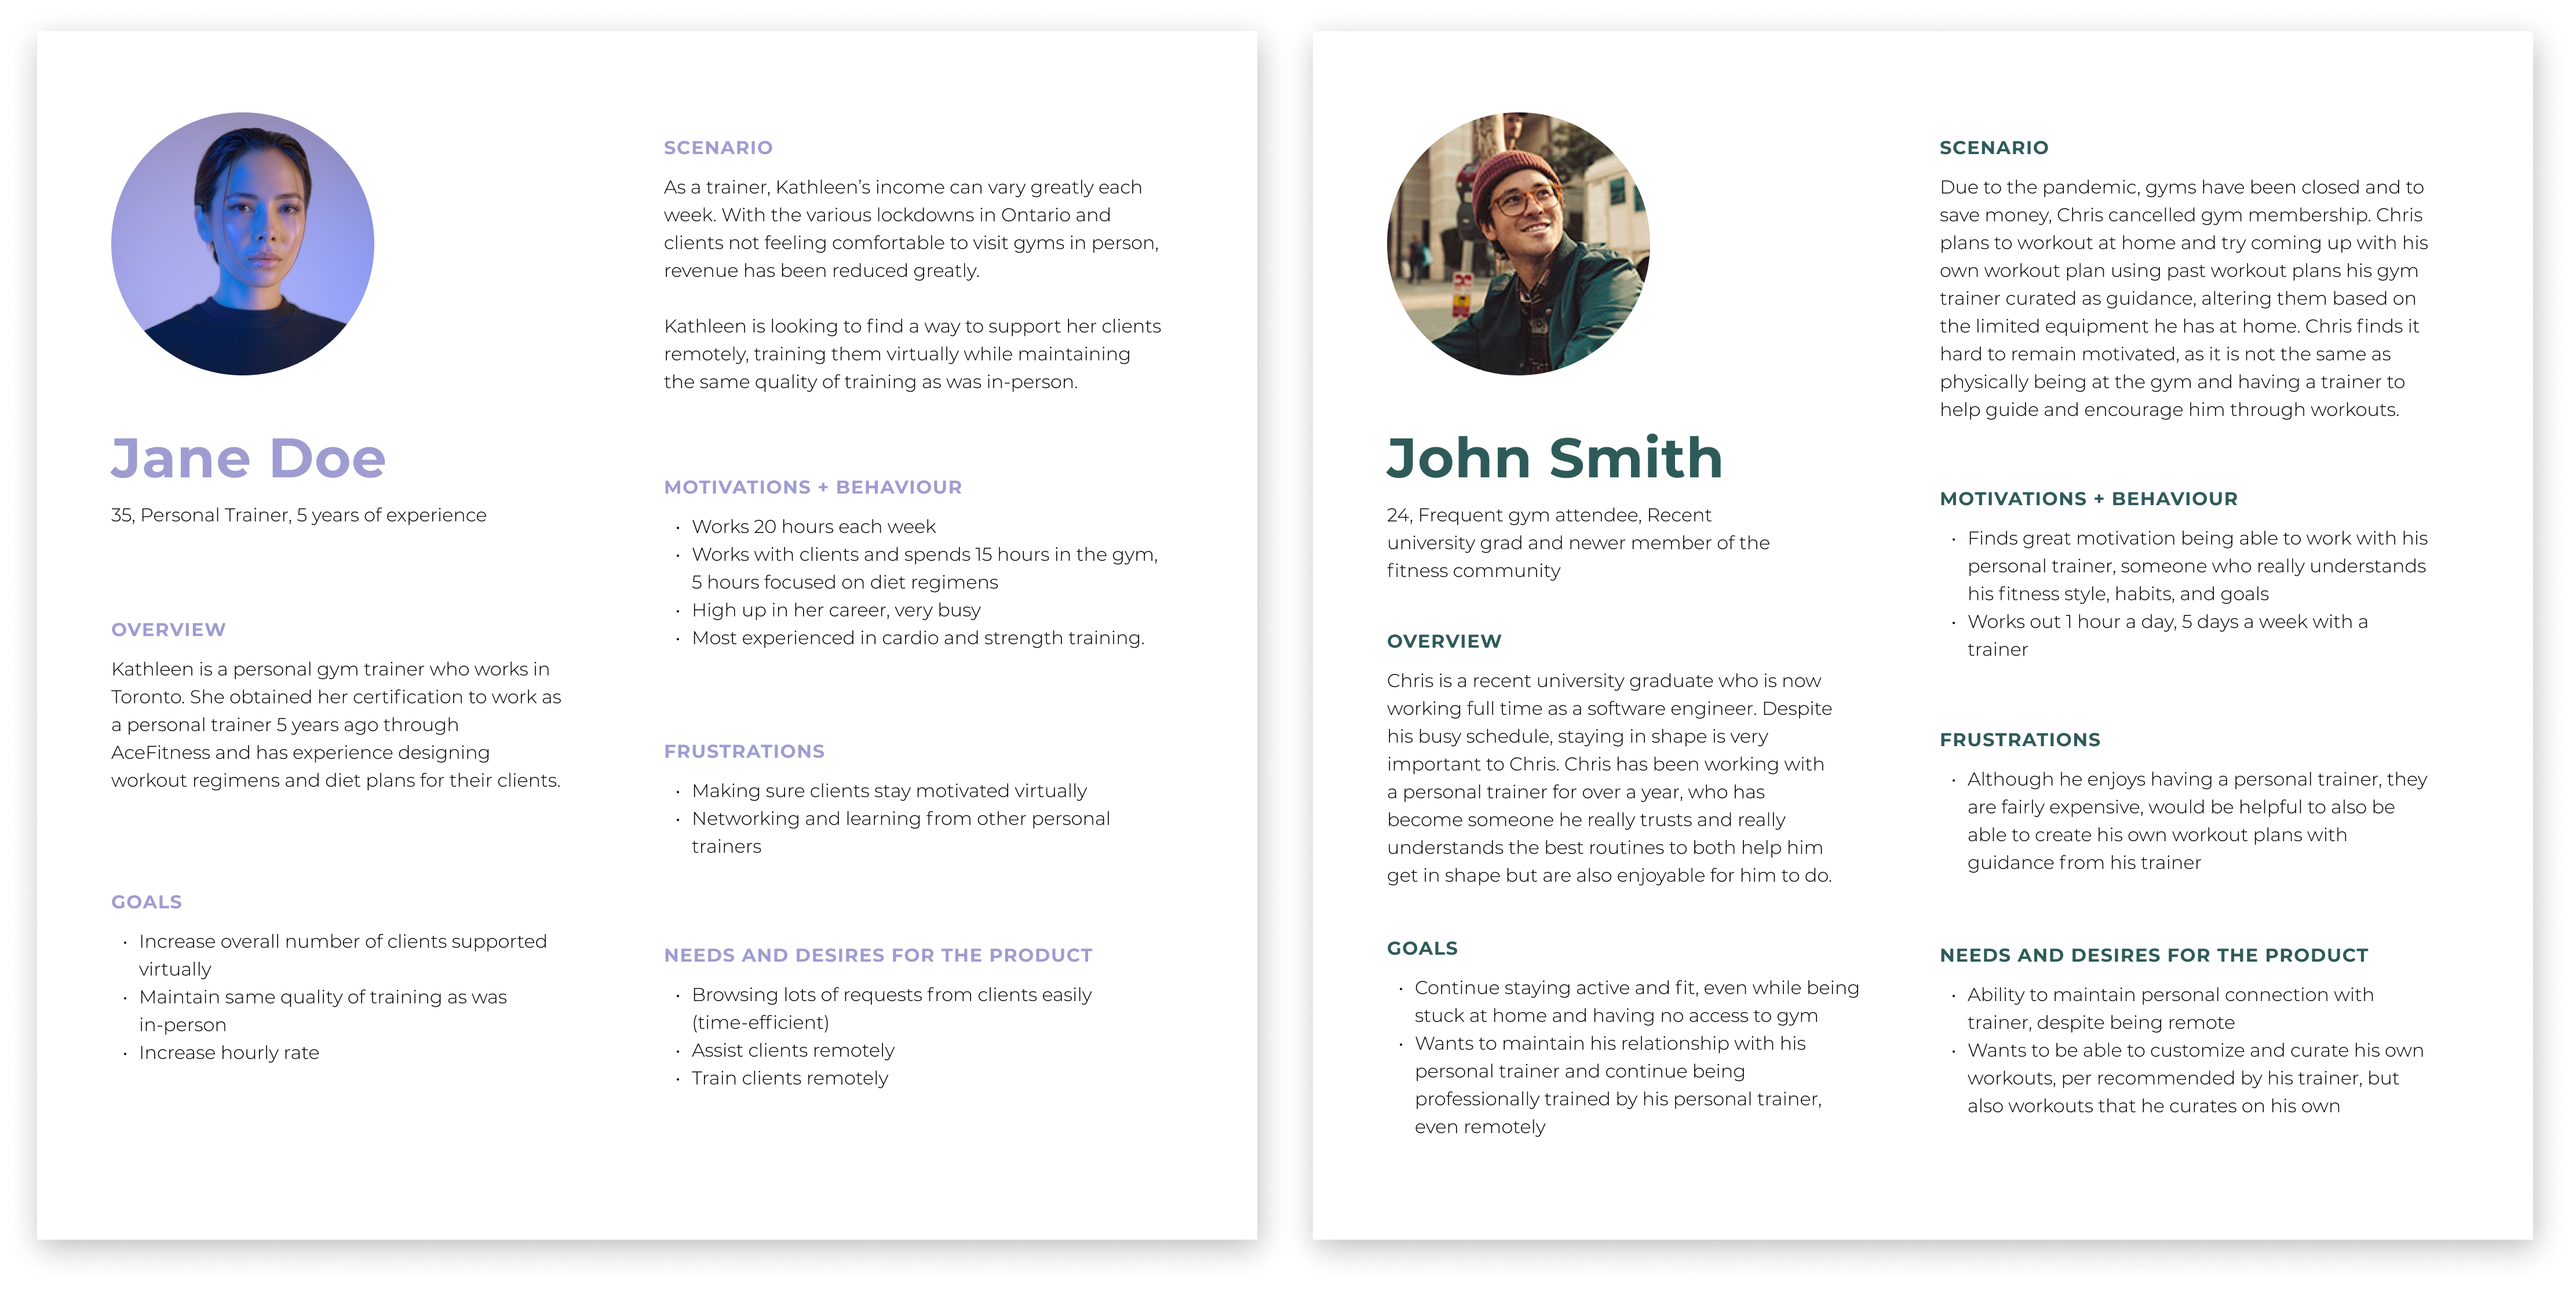 Jane Doe
35, Personal Trainer, 5 years of experience
OVERVIEW
Kathleen is a personal gym trainer who works in
Toronto. She obtained her certification to work as
a personal trainer 5 years ago through
AceFitness and has experience designing
workout regimens and diet plans for their clients.
GOALS
• Increase overall number of clients supported
virtually
• Maintain same quality of training as was
in-person
• Increase hourly rate
SCENARIO
As a trainer, Kathleen’s income can vary greatly each
week. With the various lockdowns in Ontario and
clients not feeling comfortable to visit gyms in person,
revenue has been reduced greatly.
Kathleen is looking to find a way to support her clients
remotely, training them virtually while maintaining
the same quality of training as was in-person.
MOTIVATIONS + BEHAVIOUR
• Works 20 hours each week
• Works with clients and spends 15 hours in the gym,
5 hours focused on diet regimens
• High up in her career, very busy
• Most experienced in cardio and strength training.
FRUSTRATIONS
• Making sure clients stay motivated virtually
• Networking and learning from other personal
trainers
NEEDS AND DESIRES FOR THE PRODUCT
• Browsing lots of requests from clients easily
(time-efficient)
• Assist clients remotely
• Train clients remotely
John Smith
24, Frequent gym attendee, Recent
university grad and newer member of the
fitness community
OVERVIEW
Chris is a recent university graduate who is now
working full time as a software engineer. Despite
his busy schedule, staying in shape is very
important to Chris. Chris has been working with
a personal trainer for over a year, who has
become someone he really trusts and really
understands the best routines to both help him
get in shape but are also enjoyable for him to do.
GOALS
• Continue staying active and fit, even while being
stuck at home and having no access to gym
• Wants to maintain his relationship with his
personal trainer and continue being
professionally trained by his personal trainer,
even remotely
SCENARIO
Due to the pandemic, gyms have been closed and to
save money, Chris cancelled gym membership. Chris
plans to workout at home and try coming up with his
own workout plan using past workout plans his gym
trainer curated as guidance, altering them based on
the limited equipment he has at home. Chris finds it
hard to remain motivated, as it is not the same as
physically being at the gym and having a trainer to
help guide and encourage him through workouts.
MOTIVATIONS + BEHAVIOUR
• Finds great motivation being able to work with his
personal trainer, someone who really understands
his fitness style, habits, and goals
• Works out 1 hour a day, 5 days a week with a
trainer
FRUSTRATIONS
• Although he enjoys having a personal trainer, they
are fairly expensive, would be helpful to also be
able to create his own workout plans with
guidance from his trainer
NEEDS AND DESIRES FOR THE PRODUCT
• Ability to maintain personal connection with
trainer, despite being remote
• Wants to be able to customize and curate his own
workouts, per recommended by his trainer, but
also workouts that he curates on his own